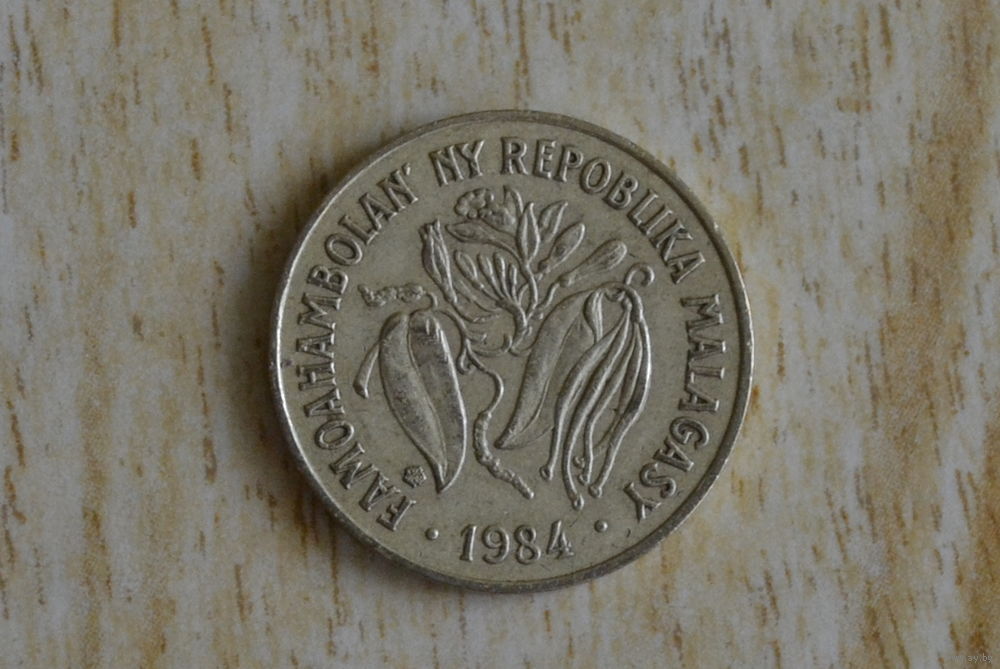 FAMOAHAMBOLAN' NY REPOBLIKA MALAGASY
· 1984 ·